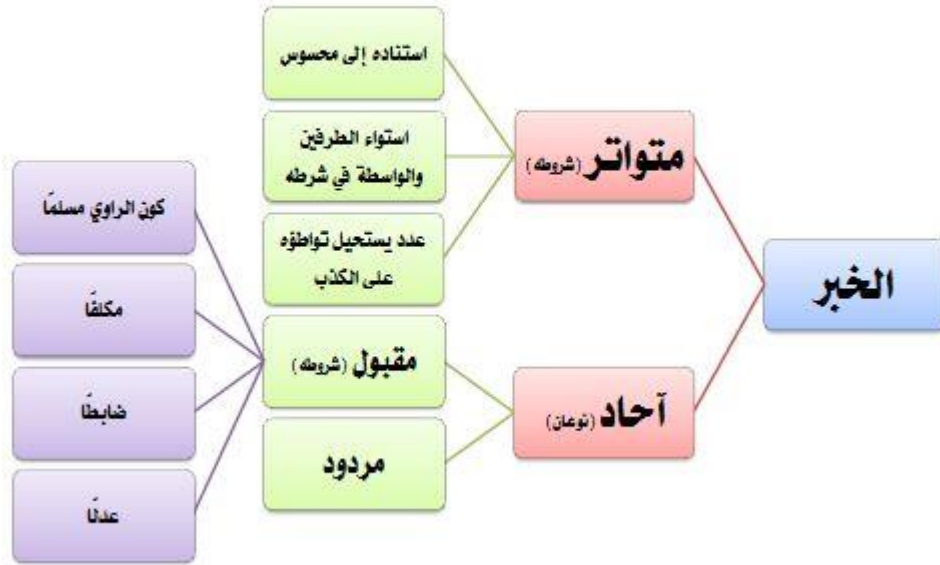 الخبر
متواتر (شروطه)
استناده إلى محسوس
استواء الطرفين
والواسطة في شرطه
عدد يستحيل تواطؤه
على الكذب
آحاد (نوعان)
مقبول (شروطه)
كون الراوي مسلمًا
مكلفًا
ضابطًا
عدلًا
مردود